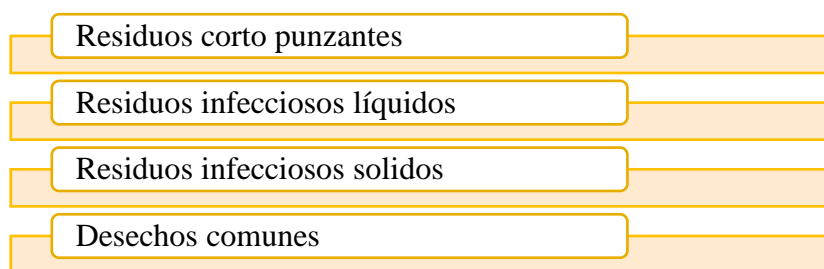 Residuos corto punzantes
Residuos infecciosos líquidos
Residuos infecciosos solidos
Desechos comunes